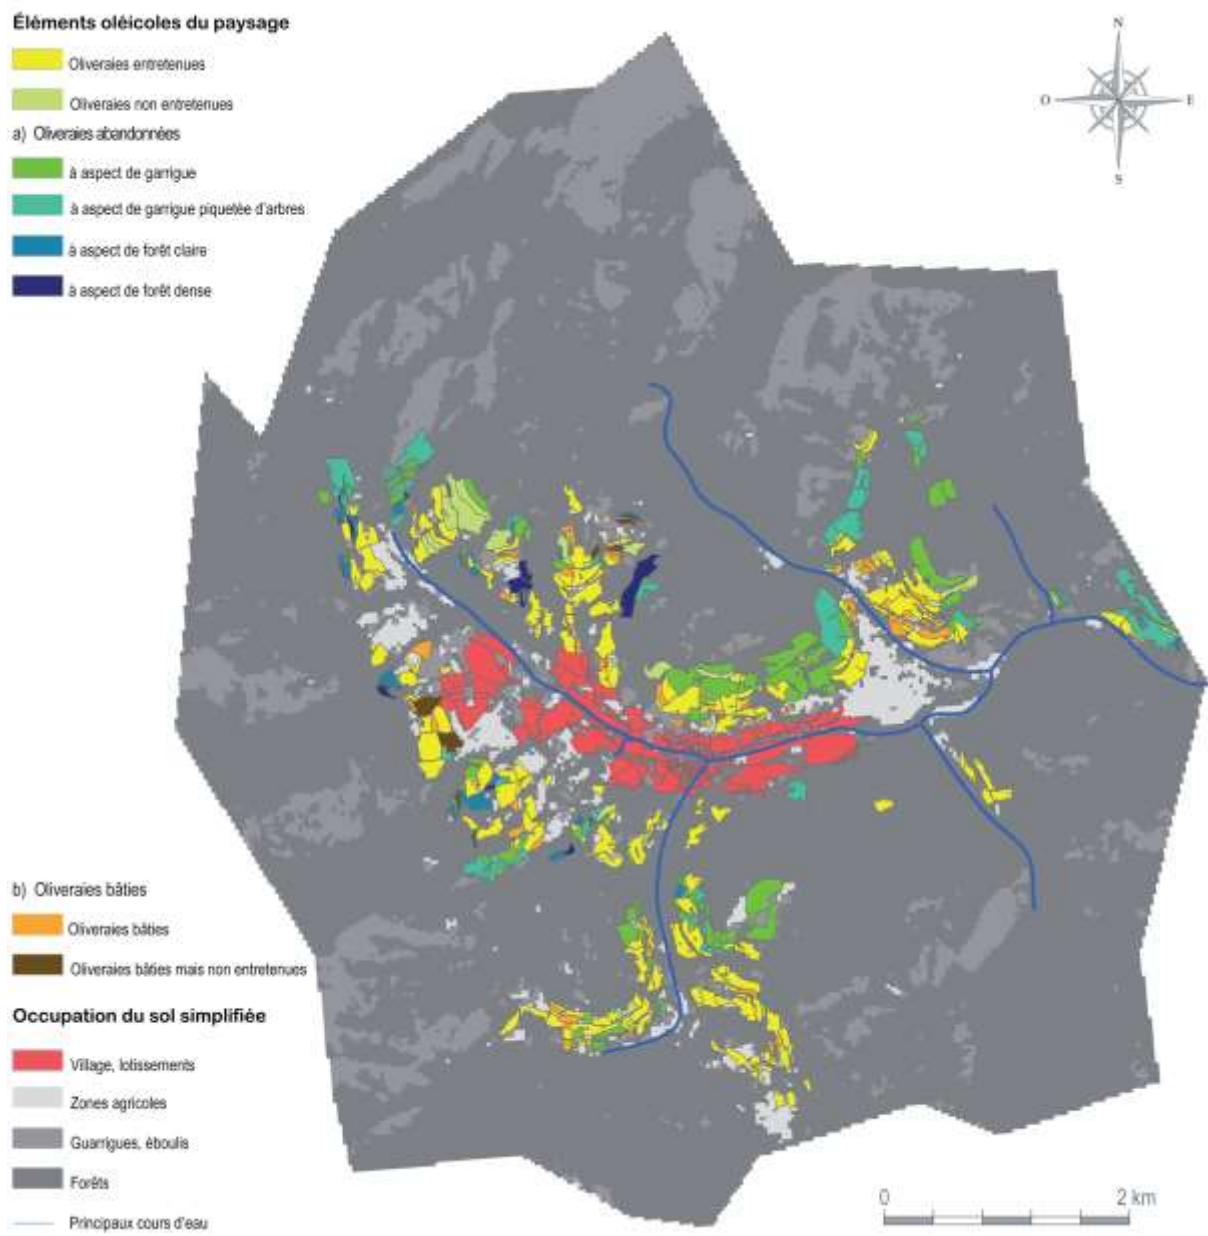 Éléments oléicoles du paysage
Oliveraies entretenues
Oliveraies non entretenues
a) Oliveraies abandonnées
à aspect de garrigue
à aspect de garrigue piquetée d'arbres
à aspect de forêt claire
à aspect de forêt dense
N
O
E
S
b) Oliveraies bâties
Oliveraies bâties
Oliveraies bâties mais non entretenues
Occupation du sol simplifiée
Village, lotissements
Zones agricoles
Guarrigues, éboulis
Forêts
Principaux cours d'eau
0
2 km